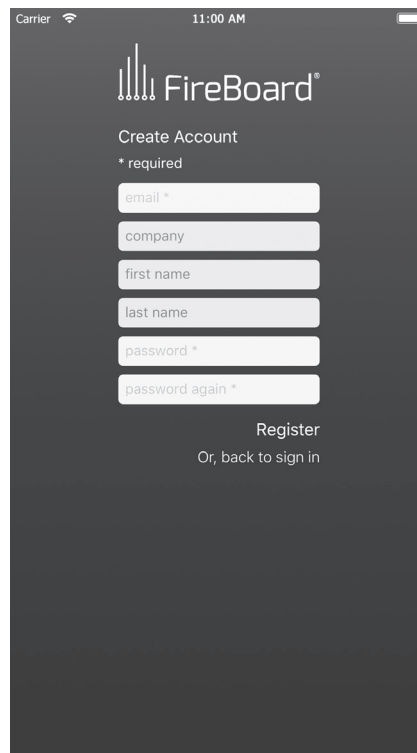 Carrier
11:00 AM
FireBoard®
Create Account
* required
email *
company
first name
last name
password *
password again *
Register
Or, back to sign in